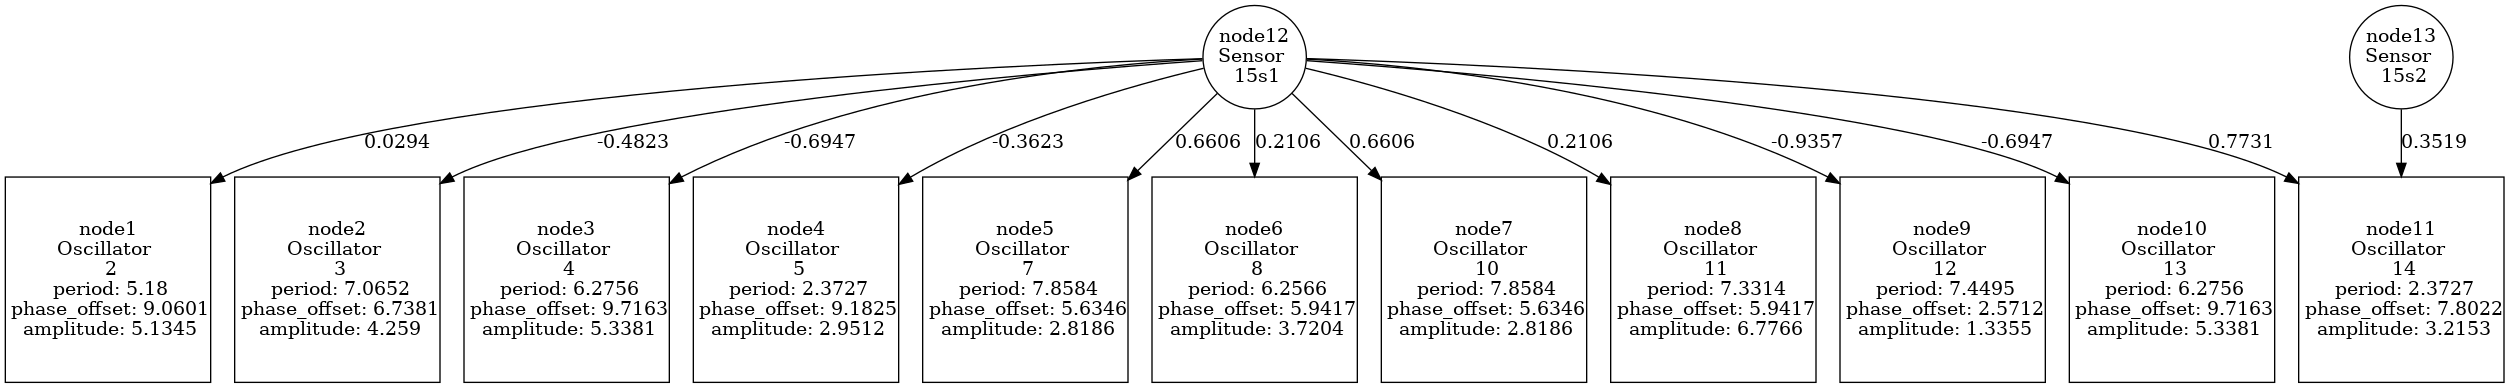 node12
Sensor
15s1
node13
Sensor
15s2
0.0294
-0.4823
-0.6947
-0.3623
0.6606
0.2106
0.6606
0.2106
-0.9357
-0.6947
0.7731
0.3519
node1
Oscillator
2
period: 5.18
phase_offset: 9.0601
amplitude: 5.1345
node2
Oscillator
3
period: 7.0652
phase_offset: 6.7381
amplitude: 4.259
node3
Oscillator
4
period: 6.2756
phase_offset: 9.7163
amplitude: 5.3381
node4
Oscillator
5
period: 2.3727
phase_offset: 9.1825
amplitude: 2.9512
node5
Oscillator
7
period: 7.8584
phase_offset: 5.6346
amplitude: 2.8186
node6
Oscillator
8
period: 6.2566
phase_offset: 5.9417
amplitude: 3.7204
node7
Oscillator
10
period: 7.8584
phase_offset: 5.6346
amplitude: 2.8186
node8
Oscillator
11
period: 7.3314
phase_offset: 5.9417
amplitude: 6.7766
node9
Oscillator
12
period: 7.4495
phase_offset: 2.5712
amplitude: 1.3355
node10
Oscillator
13
period: 6.2756
phase_offset: 9.7163
amplitude: 5.3381
node11
Oscillator
14
period: 2.3727
phase_offset: 7.8022
amplitude: 3.2153